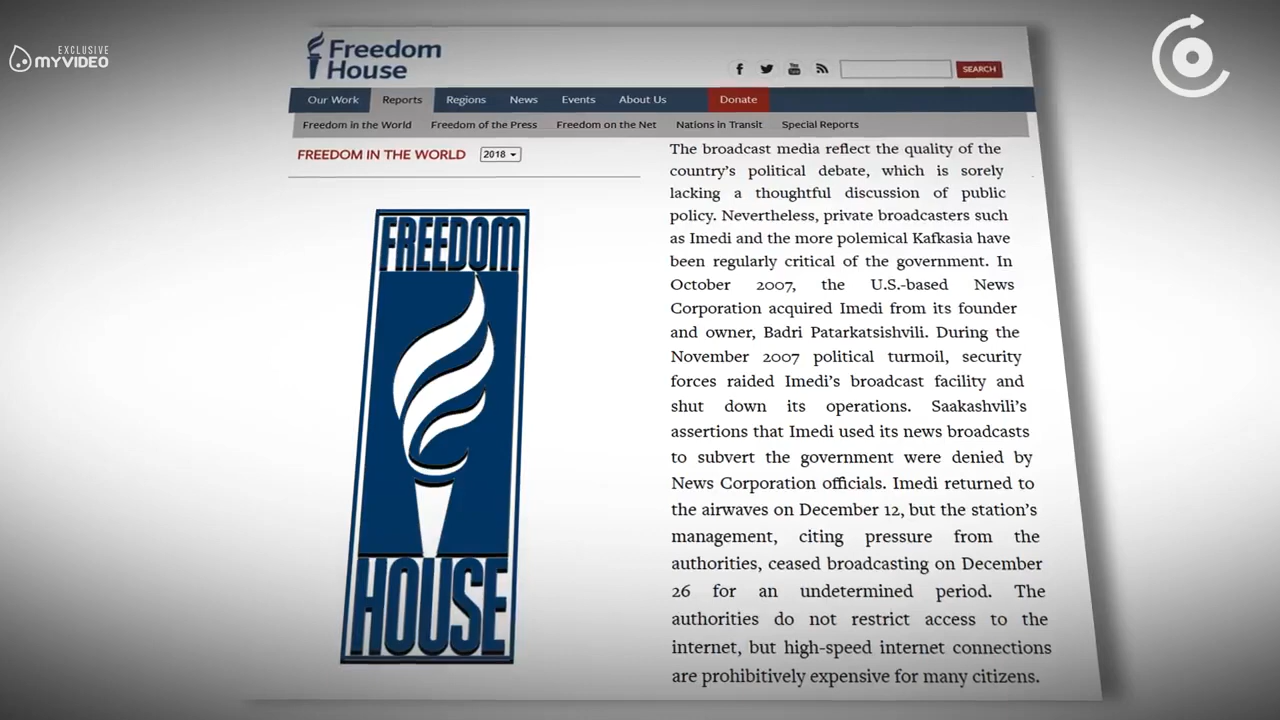 EXCLUSIVE
MYVIDEO
Freedom
House
SEARCH
Our Work Reports Regions News Events About Us Donate
Freedom in the World Freedom of the Press Freedom on the Net Nations in Transit Special Reports
FREEDOM IN THE WORLD 2018
FREEDOM
HOUSE
The broadcast media reflect the quality of the
country's political debate, which is sorely
lacking a thoughtful discussion of public
policy. Nevertheless, private broadcasters such
as Imedi and the more polemical Kafkasia have
been regularly critical of the government. In
October 2007, the U.S.-based News
Corporation acquired Imedi from its founder
and owner, Badri Patarkatsishvili. During the
November 2007 political turmoil, security
forces raided Imedi's broadcast facility and
shut down its operations. Saakashvili's
assertions that Imedi used its news broadcasts
to subvert the government were denied by
News Corporation officials. Imedi returned to
the airwaves on December 12, but the station's
management, citing pressure from the
authorities, ceased broadcasting on December
26 for an undetermined period. The
authorities do not restrict access to the
internet, but high-speed internet connections
are prohibitively expensive for many citizens.